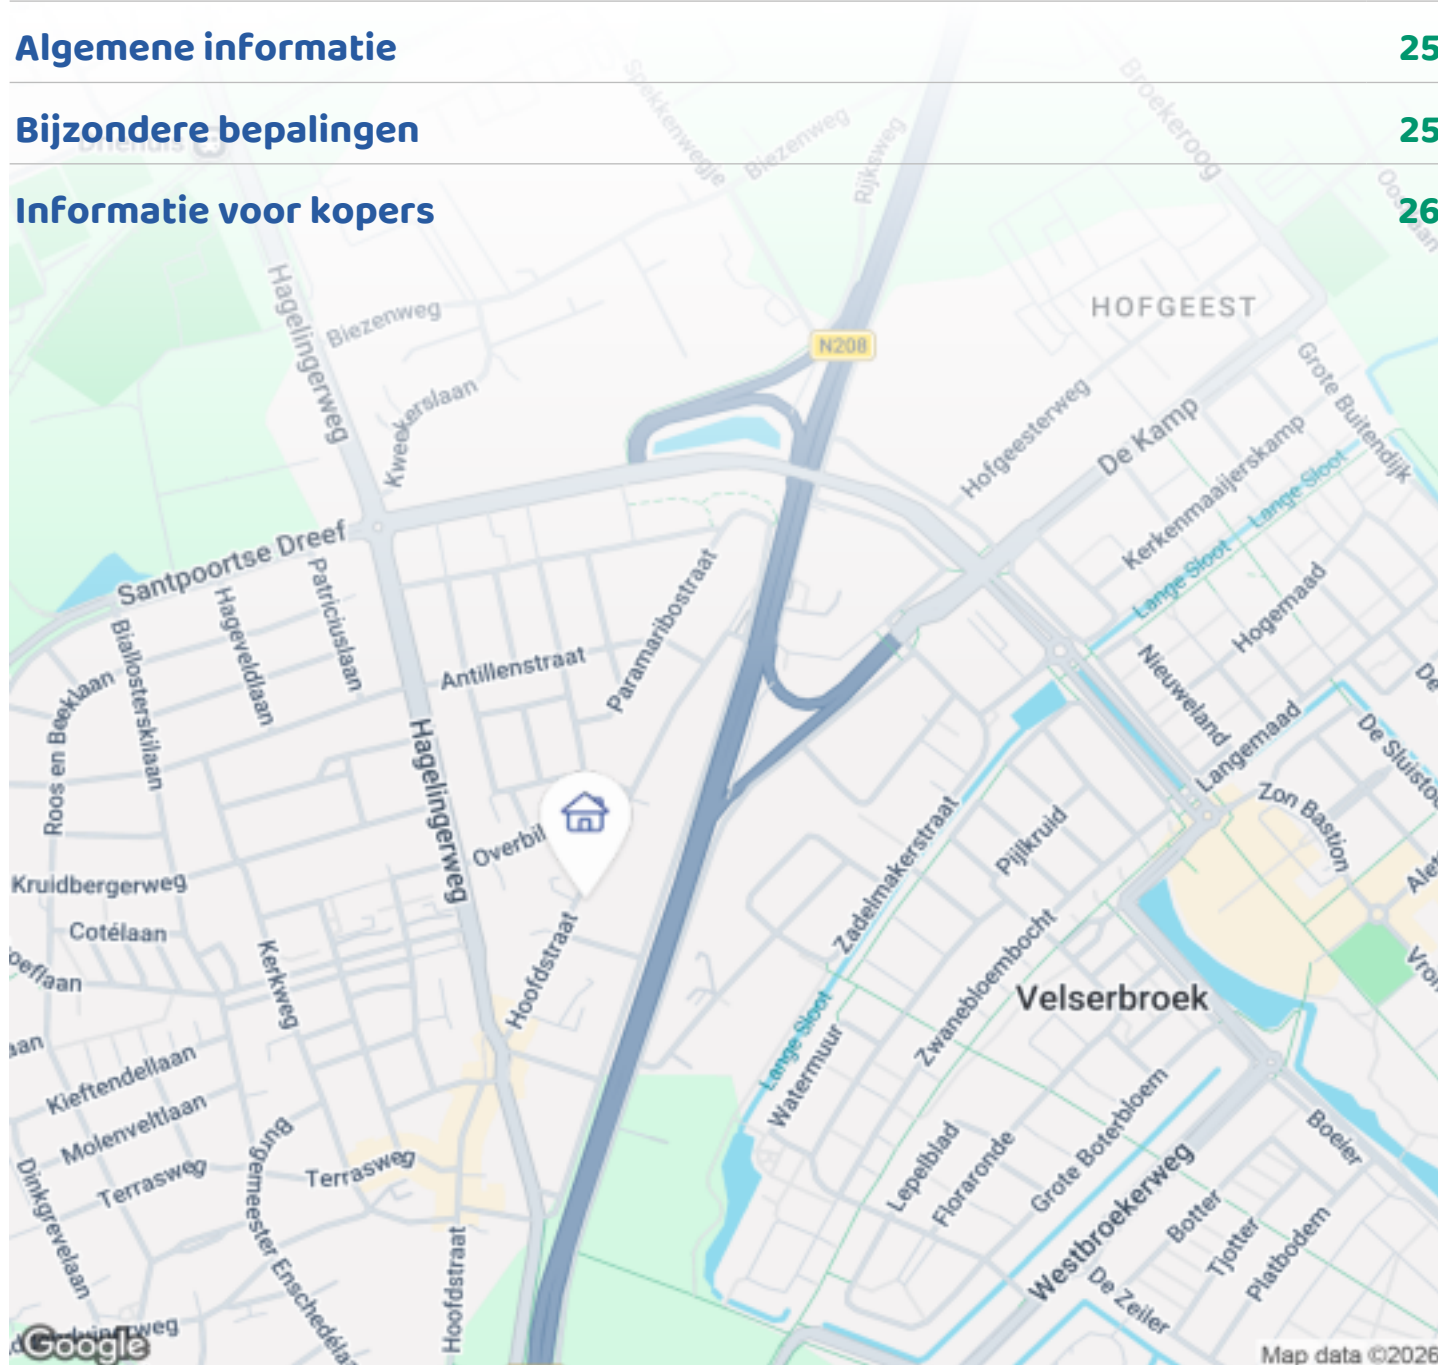 Algemene informatie 25
Bijzondere bepalingen 25
Informatie voor kopers 26
Spekkenwegje
Biezenweg
Rijksweg
Broekeroog
Driehuis
Hagelingerweg
Biezenweg
HOFGEEST
N208
Kweekerslaan
Hofgeesterweg
De Kamp
Grote Buitendijk
Kerkenmaaijerskamp
Lange Sloot
Lange Sloot
Santpoortse Dreef
Patriciuslaan
Hageveldlaan
Biallosterskilaan
Roos en Beeklaan
Antillenstraat
Paramaribostraat
Hogemaad
Nieuweland
Langemaad
De
Zon Bastion
Hagelingerweg
Overbil
Zadelmakerstraat
Pijlkruid
Kruidbergerweg
Cotélaan
Kerkweg
Hoofdstraat
Zwanebloembocht
Velserbroek
Lange Sloot
Watermuur
Kieftendellaan
Molenveltlaan
Terrasweg
Terrasweg
Dinkgrevelaan
Burgemeester Enschedéla
Hoofdstraat
Lepelblad
Floraronde
Grote Boterbloem
Westbroekerweg
Boeier
Botter
Tjotter
Platbodem
De Zeiler
Google
Map data ©2026